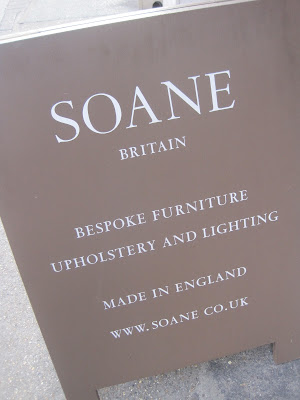 SOANE
BRITAIN
BESPOKE FURNITURE
UPHOLSTERY AND LIGHTING
MADE IN ENGLAND
WWW.SOANE CO.UK